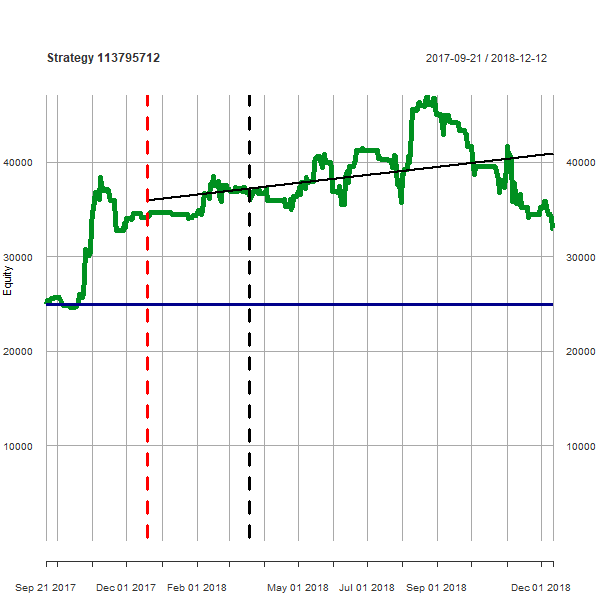 Strategy 113795712
2017-09-21 / 2018-12-12
40000
40000
30000
30000
Equity
20000
20000
10000
10000
Sep 21 2017
Dec 01 2017
Feb 01 2018
May 01 2018
Jul 01 2018
Sep 01 2018
Dec 01 2018